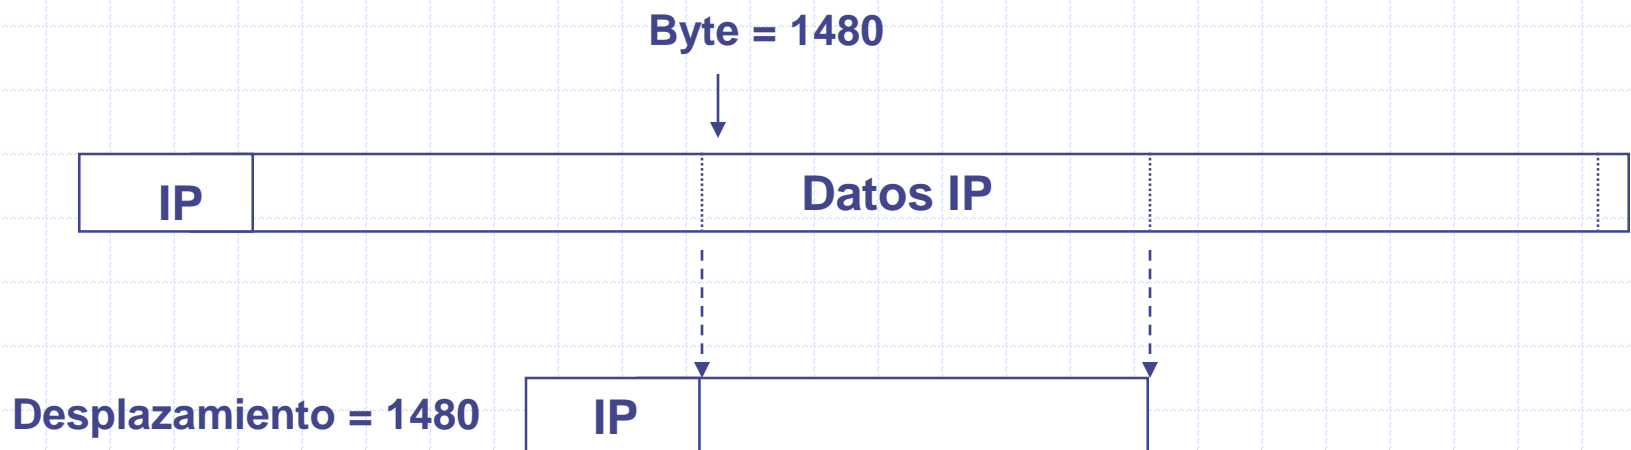 Byte = 1480
IP
Datos IP
Desplazamiento = 1480
IP